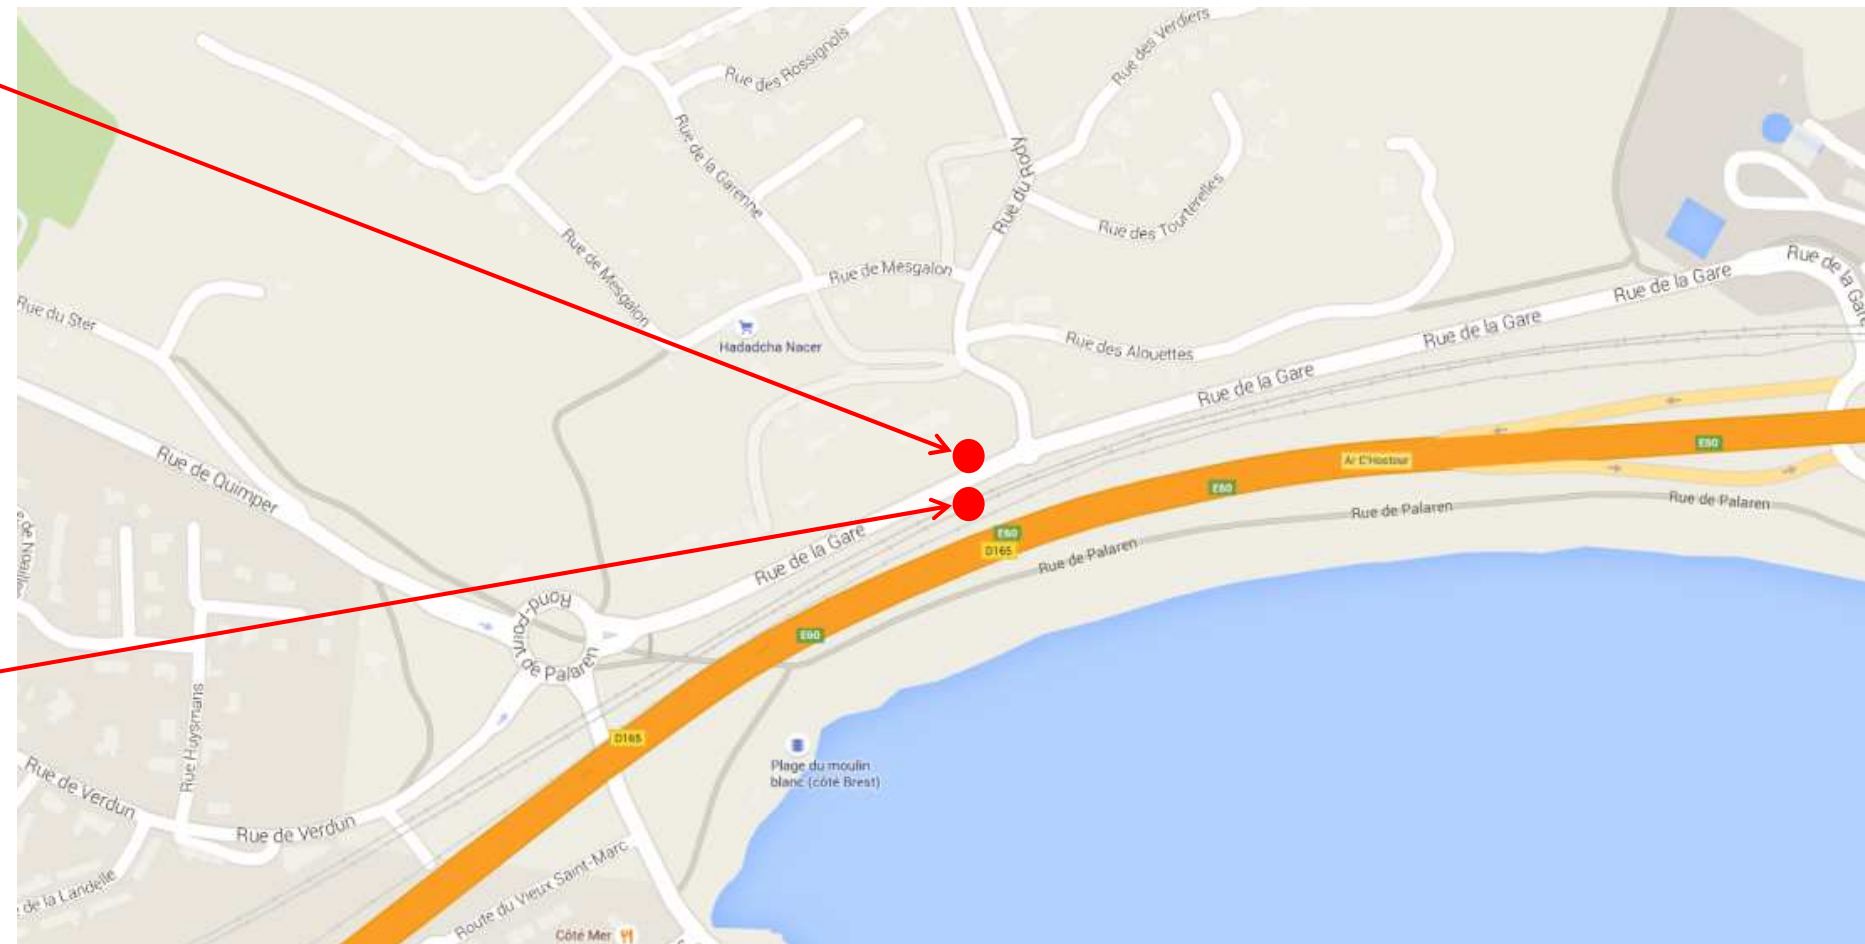 Rue des Verdiers
Rue des Rossignols
Rue de la Garenne
Rue du Rody
Rue des Tourterelles
Rue de Mesgalon
Rue de Mesgalon
Rue de la Gare
Rue de la Gare
Rue du Ster
Hadadcha Nacer
Rue des Alouettes
Rue de la Gare
Rue de la Gare
E60
Ar C'Hostour
Rue de Quimper
E60
Rue de Palaren
Rue de Palaren
E60
D165
Rue de la Gare
Rue de Palaren
Rond-Point de Palaren
E60
Rue Huysmans
D165
Plage du moulin
blanc (côté Brest)
Rue de Verdun
Rue de Verdun
de la Landelle
Route du Vieux Saint-Marc
Côté Mer